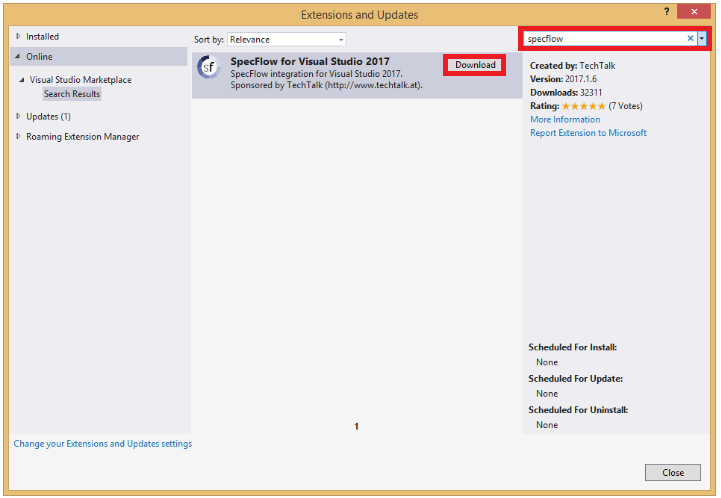 Extensions and Updates
?
Installed
Online
Visual Studio Marketplace
Search Results
Updates (1)
Roaming Extension Manager
Sort by: Relevance
sf
SpecFlow for Visual Studio 2017
SpecFlow integration for Visual Studio 2017.
Sponsored by TechTalk (http://www.techtalk.at).
Download
1
specflow
Created by: TechTalk
Version: 2017.1.6
Downloads: 32311
Rating: ★★★★★ (7 Votes)
More Information
Report Extension to Microsoft
Scheduled For Install:
None
Scheduled For Update:
None
Scheduled For Uninstall:
None
Change your Extensions and Updates settings
Close